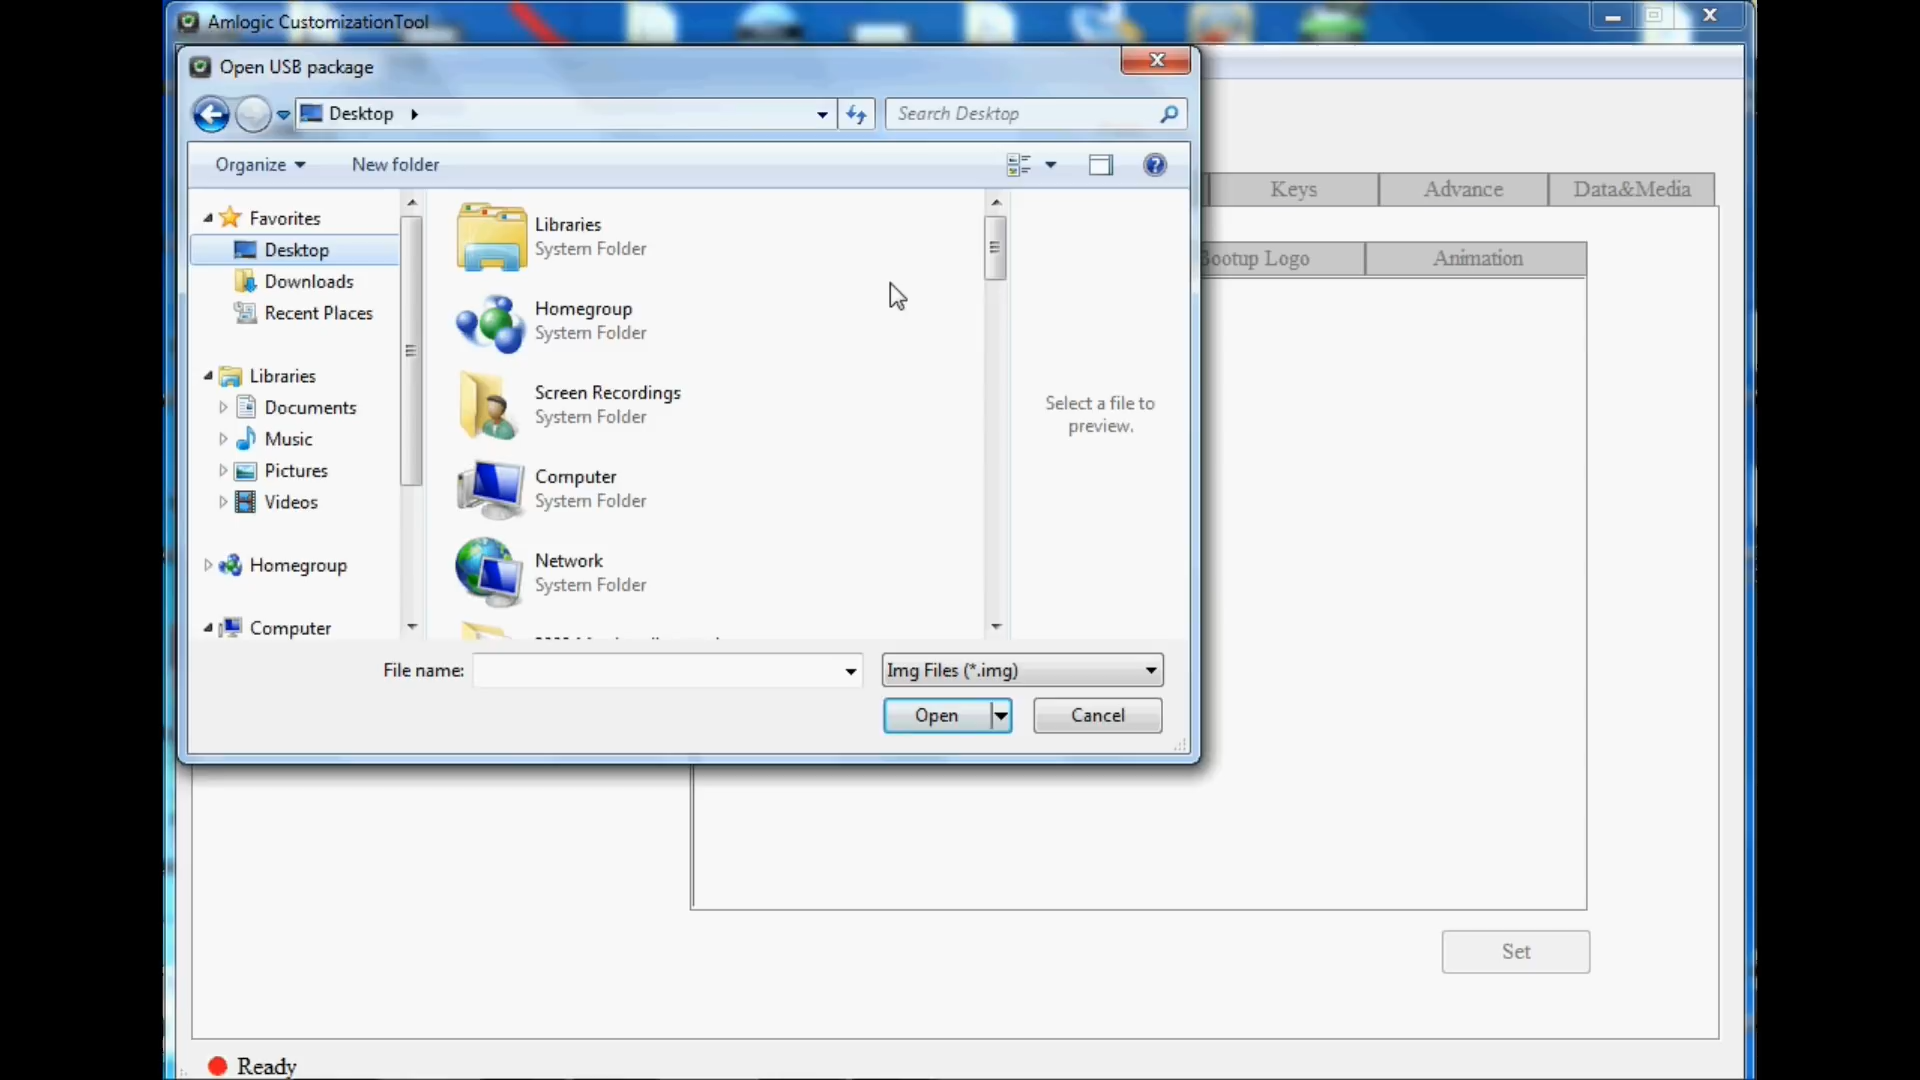 Amlogic CustomizationTool
Open USB package
Desktop
Search Desktop
Organize
New folder
Favorites
Desktop
Downloads
Recent Places
Libraries
Documents
Music
Pictures
Videos
Homegroup
Computer
Libraries
System Folder
Homegroup
System Folder
Screen Recordings
System Folder
Computer
System Folder
Network
System Folder
Select a file to
preview.
File name:
Img Files (*.img)
Open
Cancel
Keys
Advance
Data&Media
Bootup Logo
Animation
Set
Ready